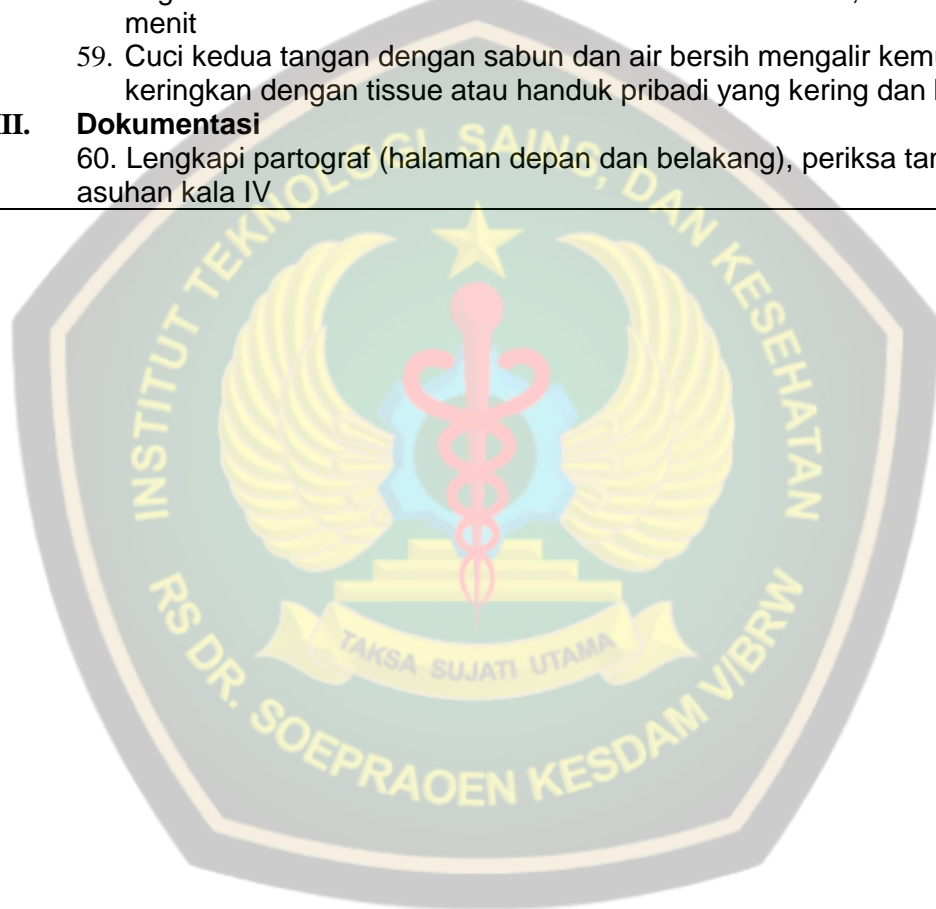 menit
59. Cuci kedua tangan dengan sabun dan air bersih mengalir
keringkan dengan tissue atau handuk pribadi yang kering dan
II. Dokumentasi
60. Lengkapi partograf (halaman depan dan belakang), periksa
asuhan kala IV
INSTITUT TEKNOLOGI SAINS, DAN KESEHATAN
TAKSA SUJATI UTAMA
RS DR. SOEPRAOEN KESDAM V/BRW